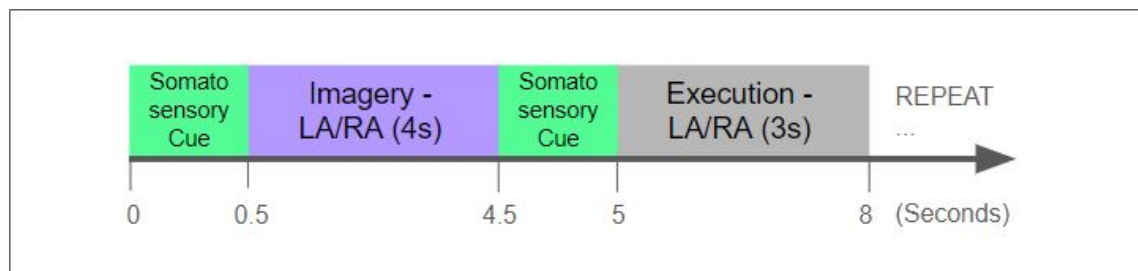 Somato
sensory
Cue
Imagery -
LA/RA (4s)
Somato
sensory
Cue
Execution -
LA/RA (3s)
REPEAT
...
0 0.5 4.5 5 8 (Seconds)